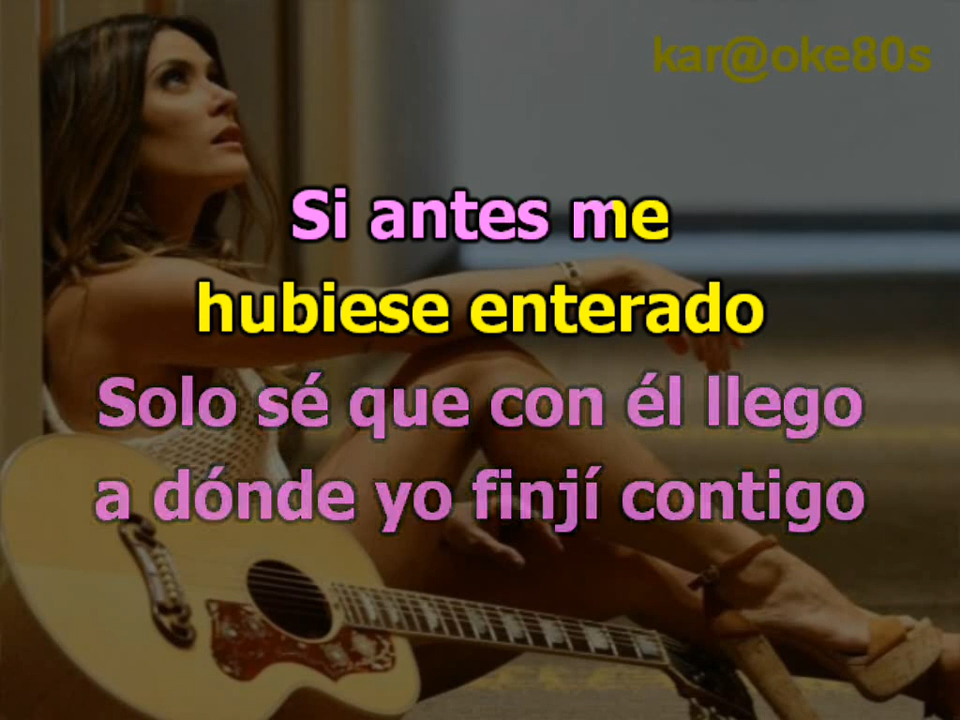 kar@oke80s
Si antes me
hubiese enterado
Solo sé que con él llego
a dónde yo finjí contigo